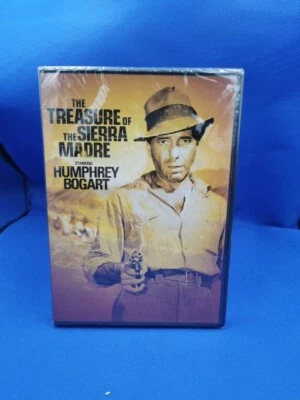 THE
TREASURE OF
THE SIERRA
MADRE
STARRING
HUMPHREY
BOGART